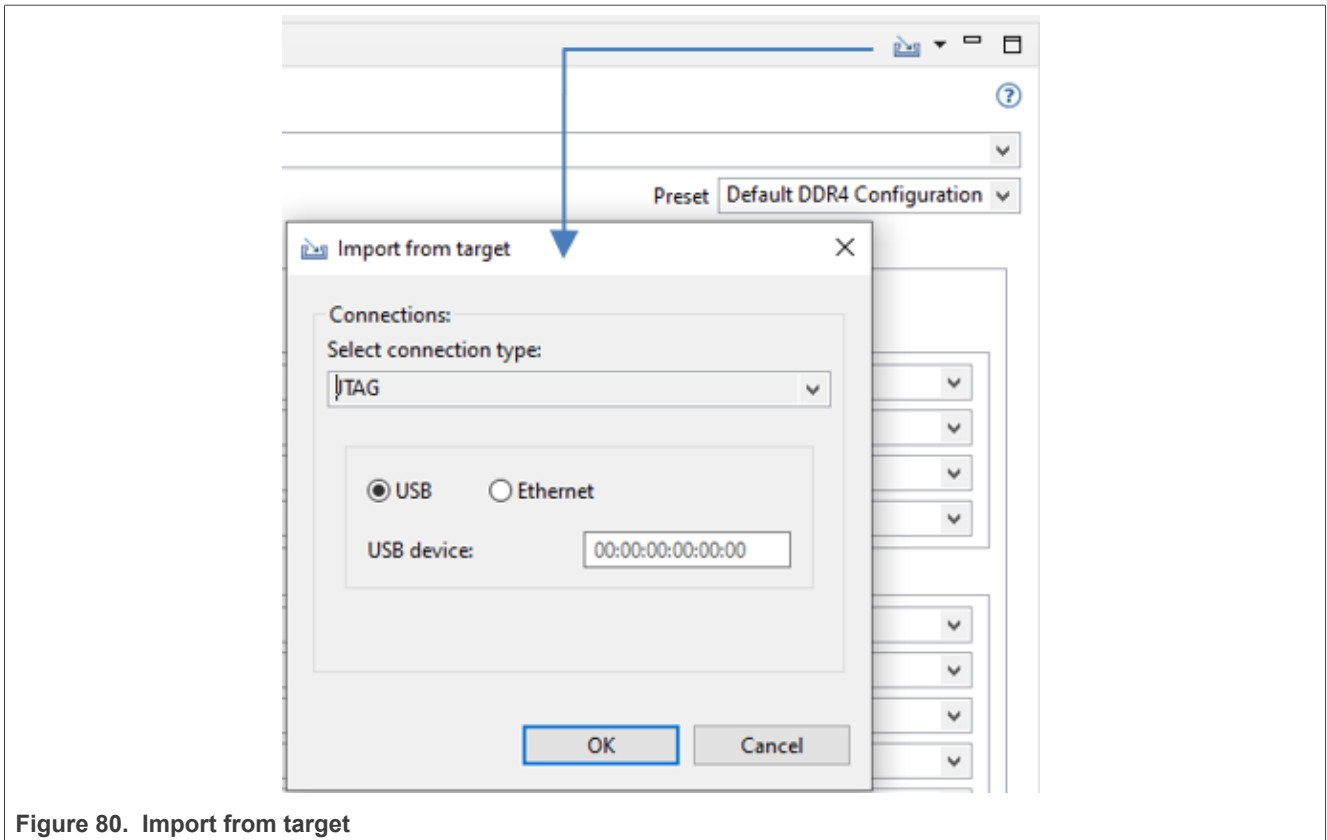 ?
Preset Default DDR4 Configuration
Import from target
Connections:
Select connection type:
JTAG
USB Ethernet
USB device: 00:00:00:00:00:00
OK Cancel
Figure 80. Import from target